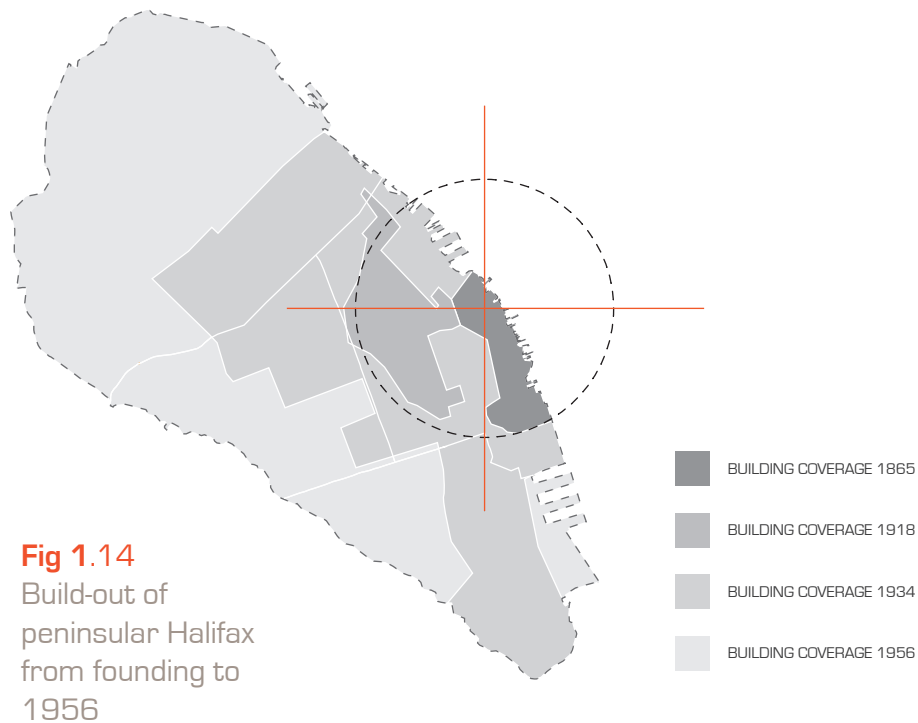 BUILDING COVERAGE 1865
BUILDING COVERAGE 1918
BUILDING COVERAGE 1934
BUILDING COVERAGE 1956
Fig 1.14
Build-out of
peninsular Halifax
from founding to
1956